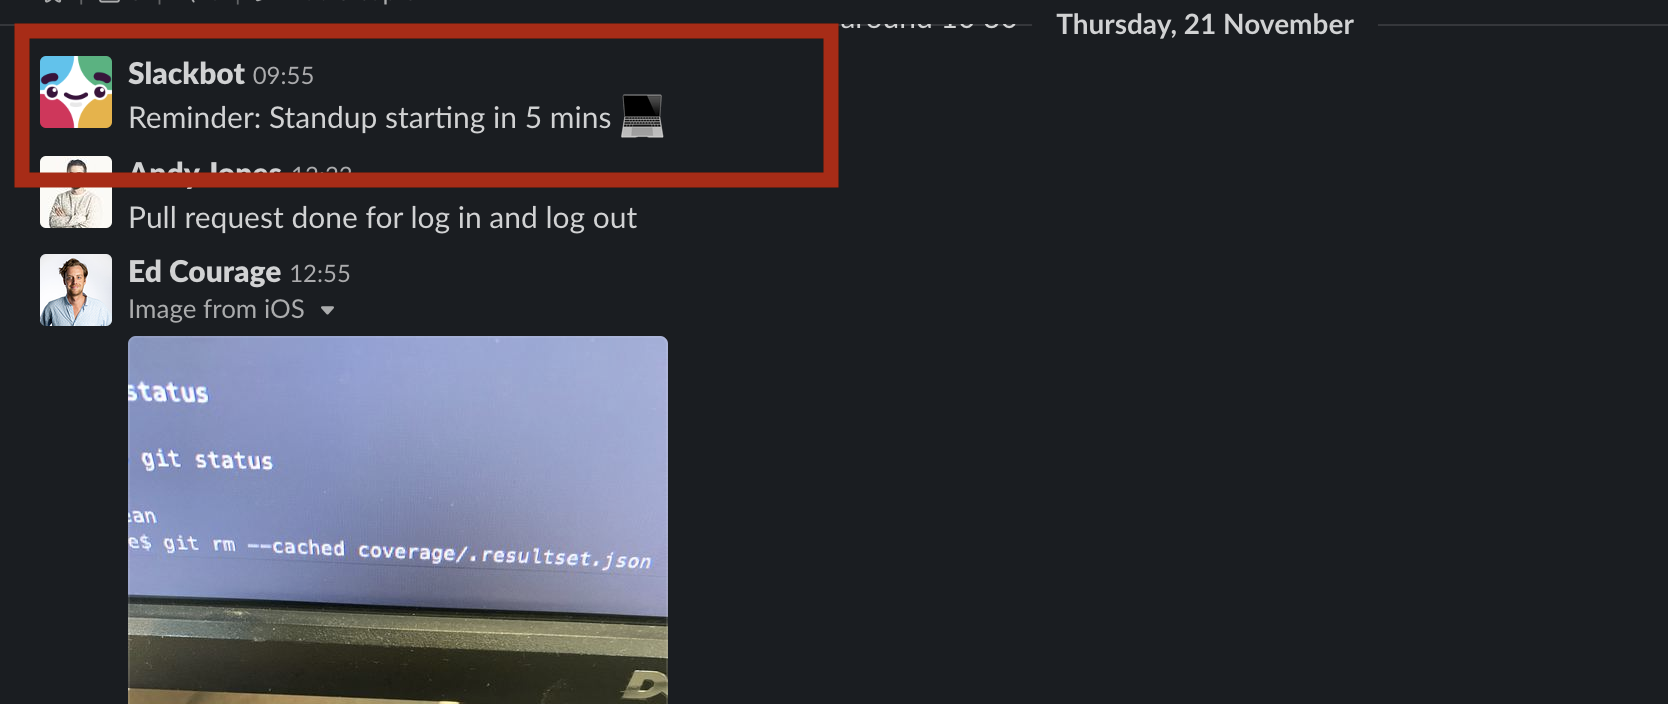 Thursday, 21 November
Slackbot 09:55
Reminder: Standup starting in 5 mins
Andy Jones
Pull request done for log in and log out
Ed Courage 12:55
Image from iOS
status
git status
ean
e$ git rm --cached coverage/.resultset.json